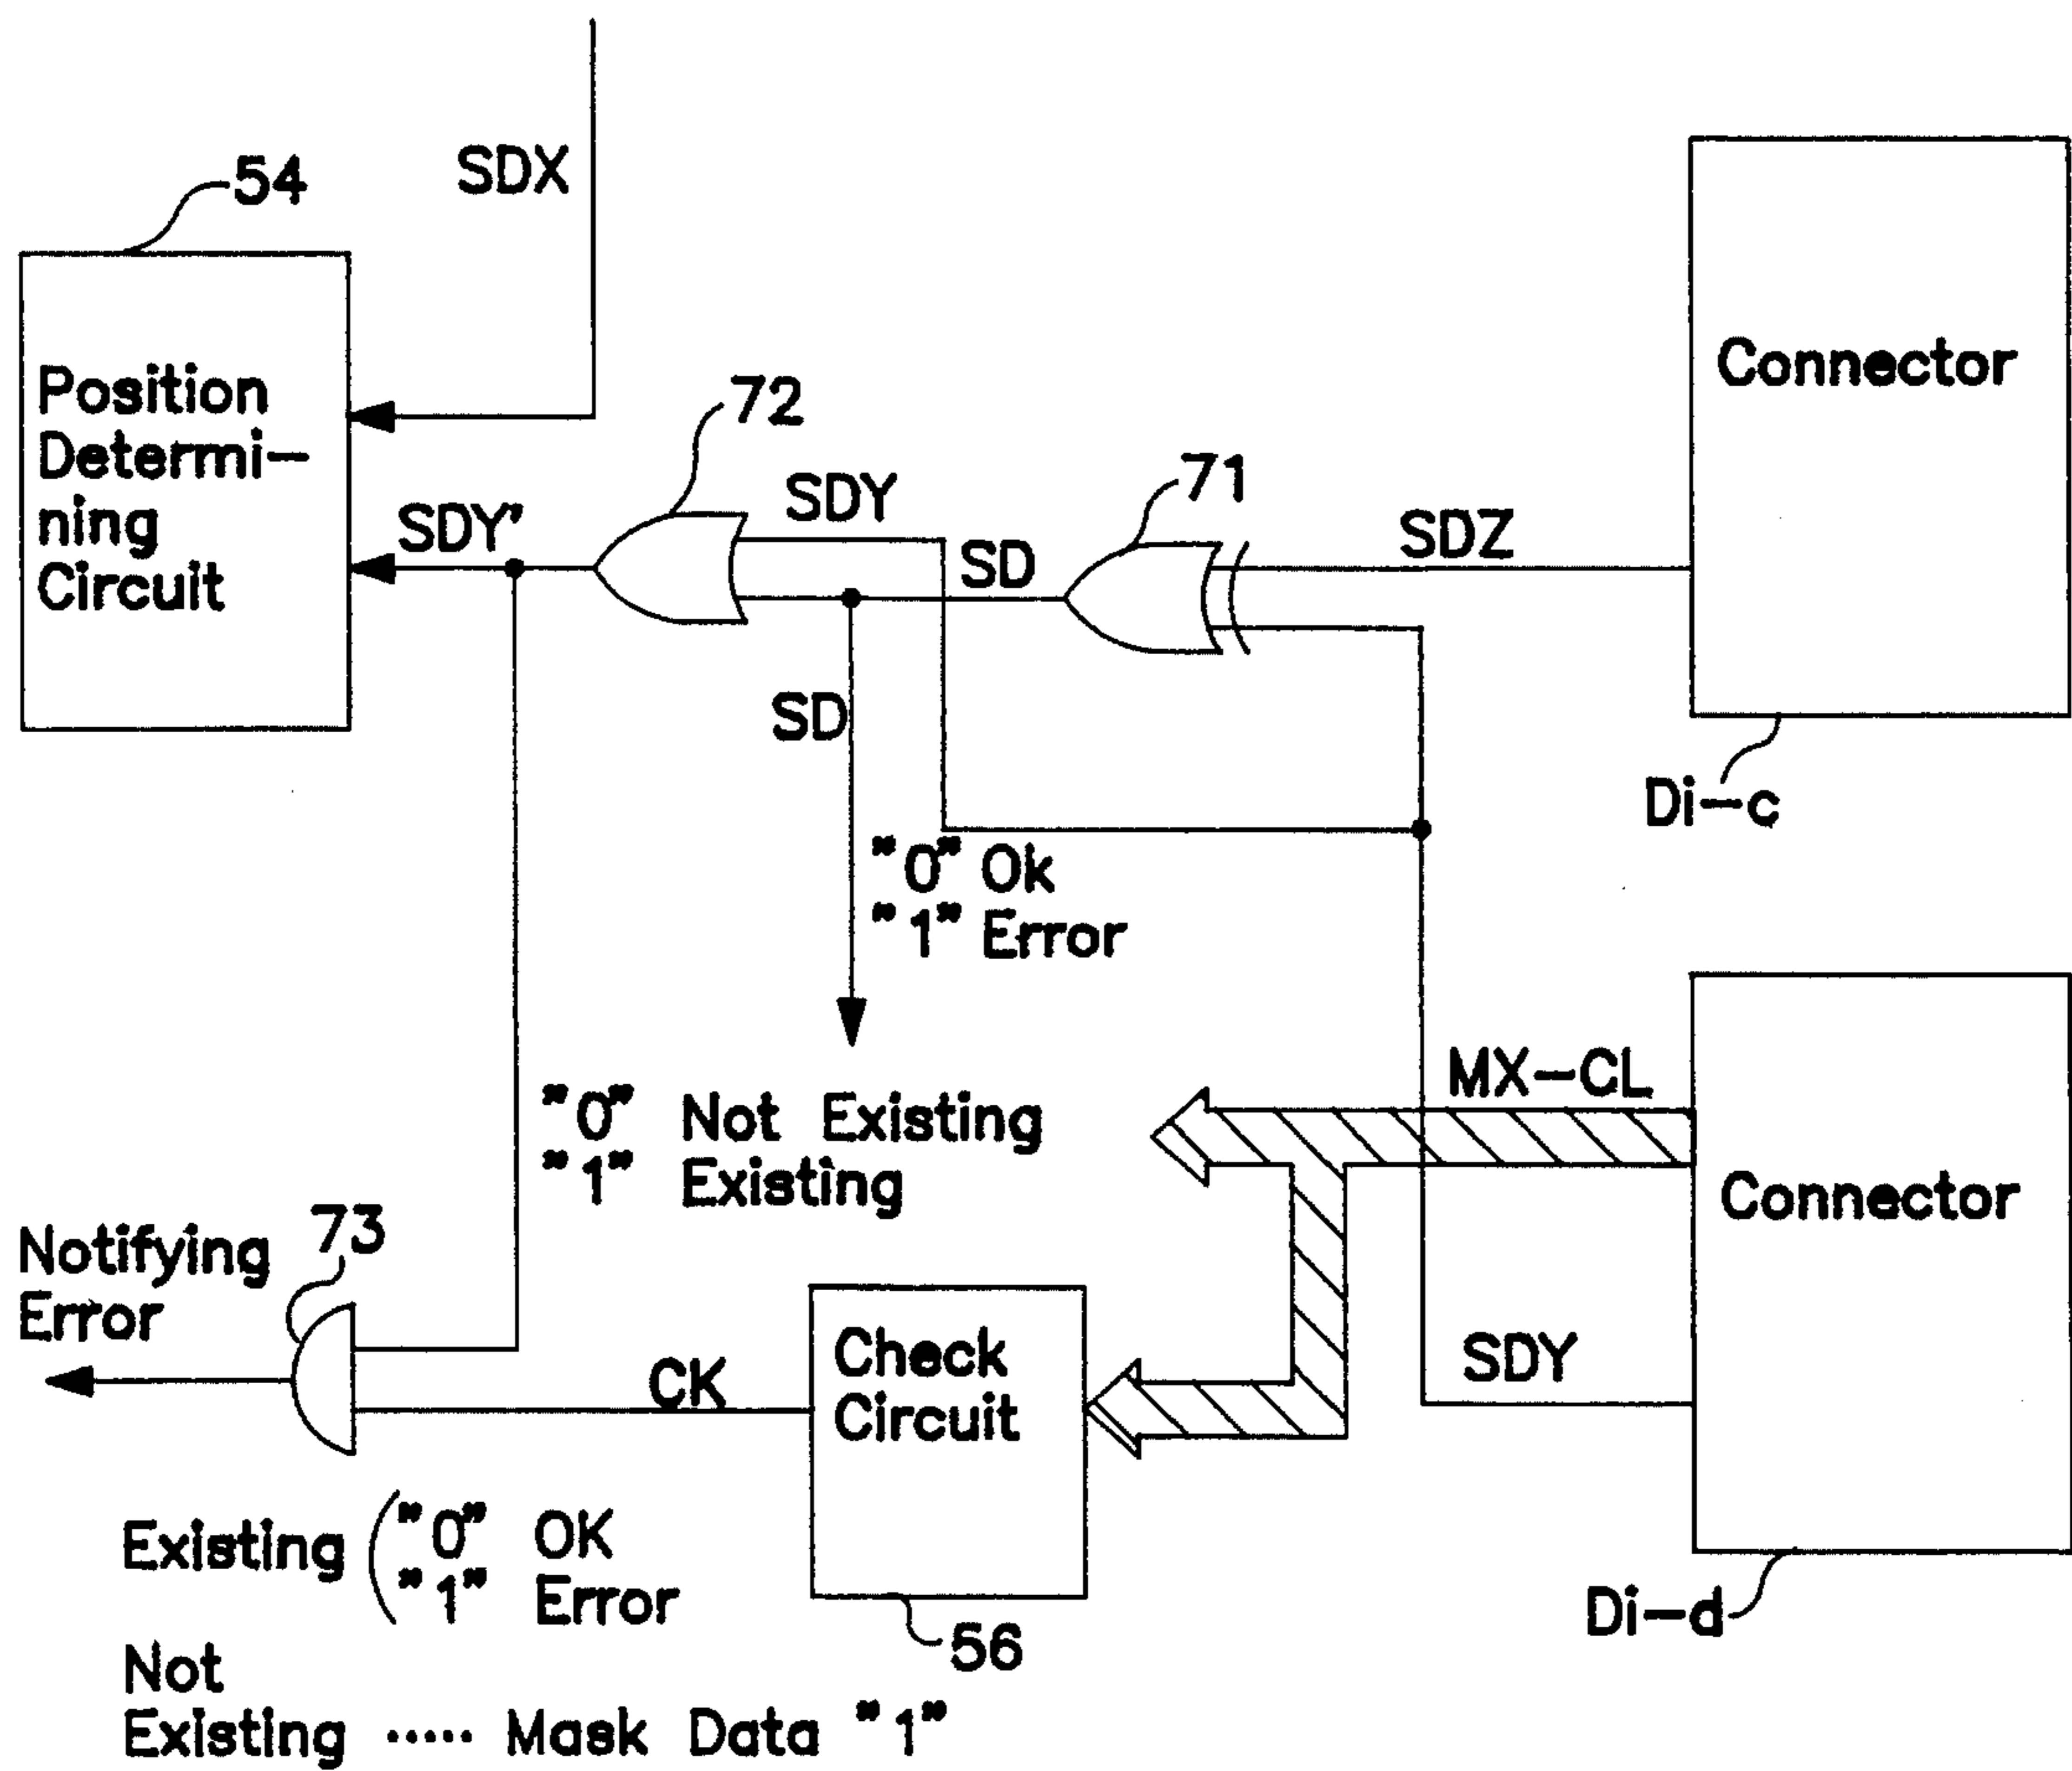 SDX
54
Position
Determi-
ning
Circuit
Connector
72
SDY
71
SDZ
SDY'
SD
SD
Di-c
"0" Ok
"1" Error
MX-CL
"0" Not Existing
"1" Existing
Connector
73
Notifying
Error
CK
Check
Circuit
SDY
Existing ( "0" OK
"1" Error
56
Di-d
Not
Existing ..... Mask Data "1"